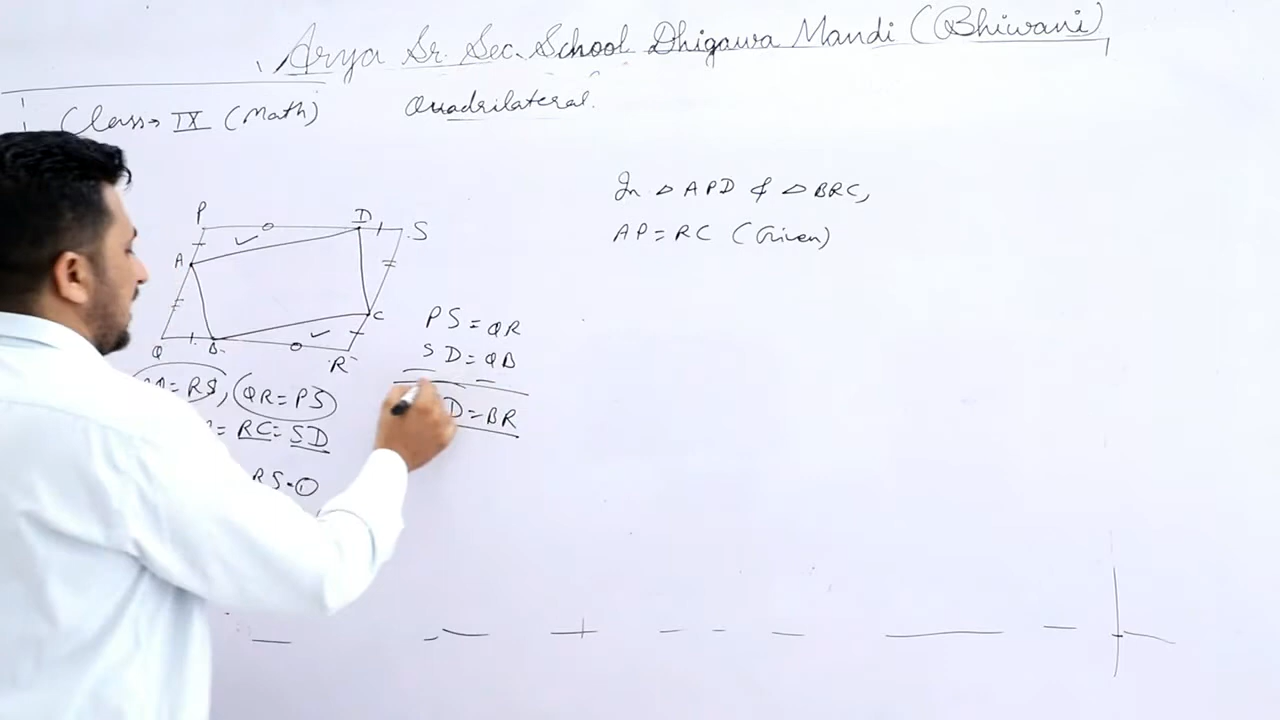 Arya Sr. Sec. School Dhigawa Mandi (Bhiwani)
Class→ IX (Math) Quadrilateral.
In △ APD & △ BRC,
AP = RC (Given)
P D S
A
C
Q B R
PS = QR
SD = QB
D = BR
= RS, QR = PS
= RC = SD
RS - ①